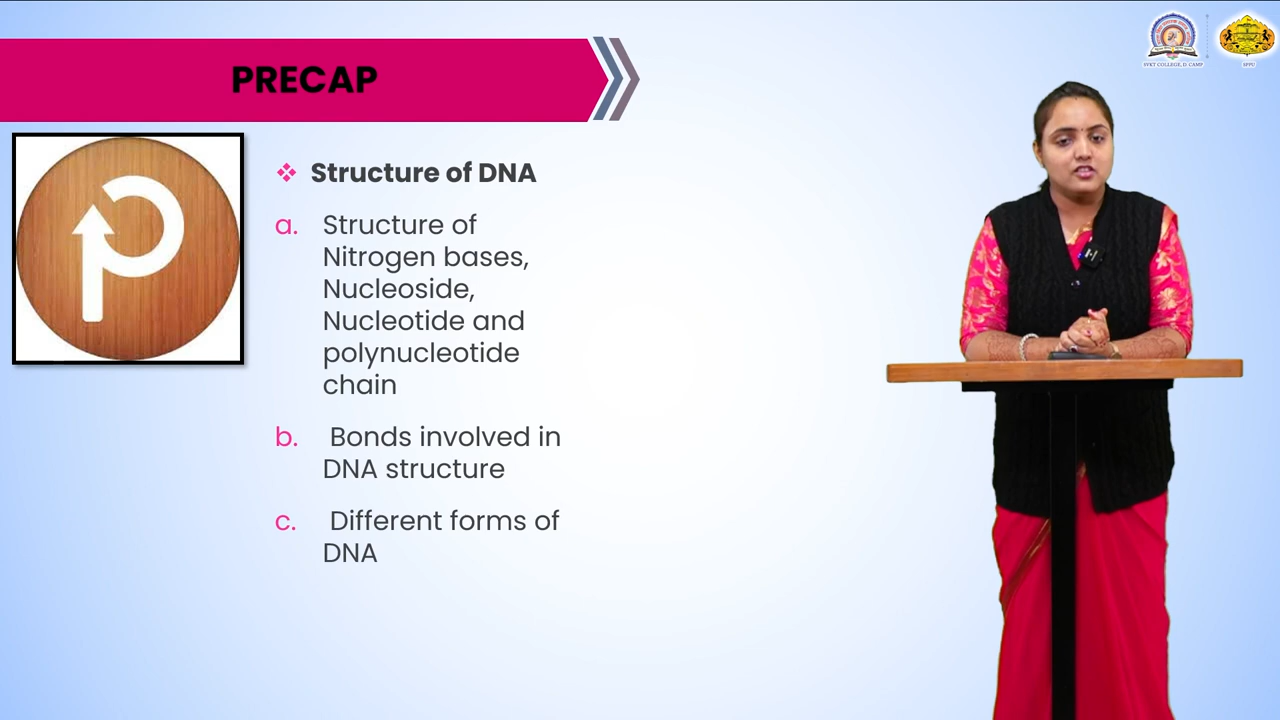 PRECAP
Structure of DNA
a. Structure of
Nitrogen bases,
Nucleoside,
Nucleotide and
polynucleotide
chain
b. Bonds involved in
DNA structure
c. Different forms of
DNA
SPPU